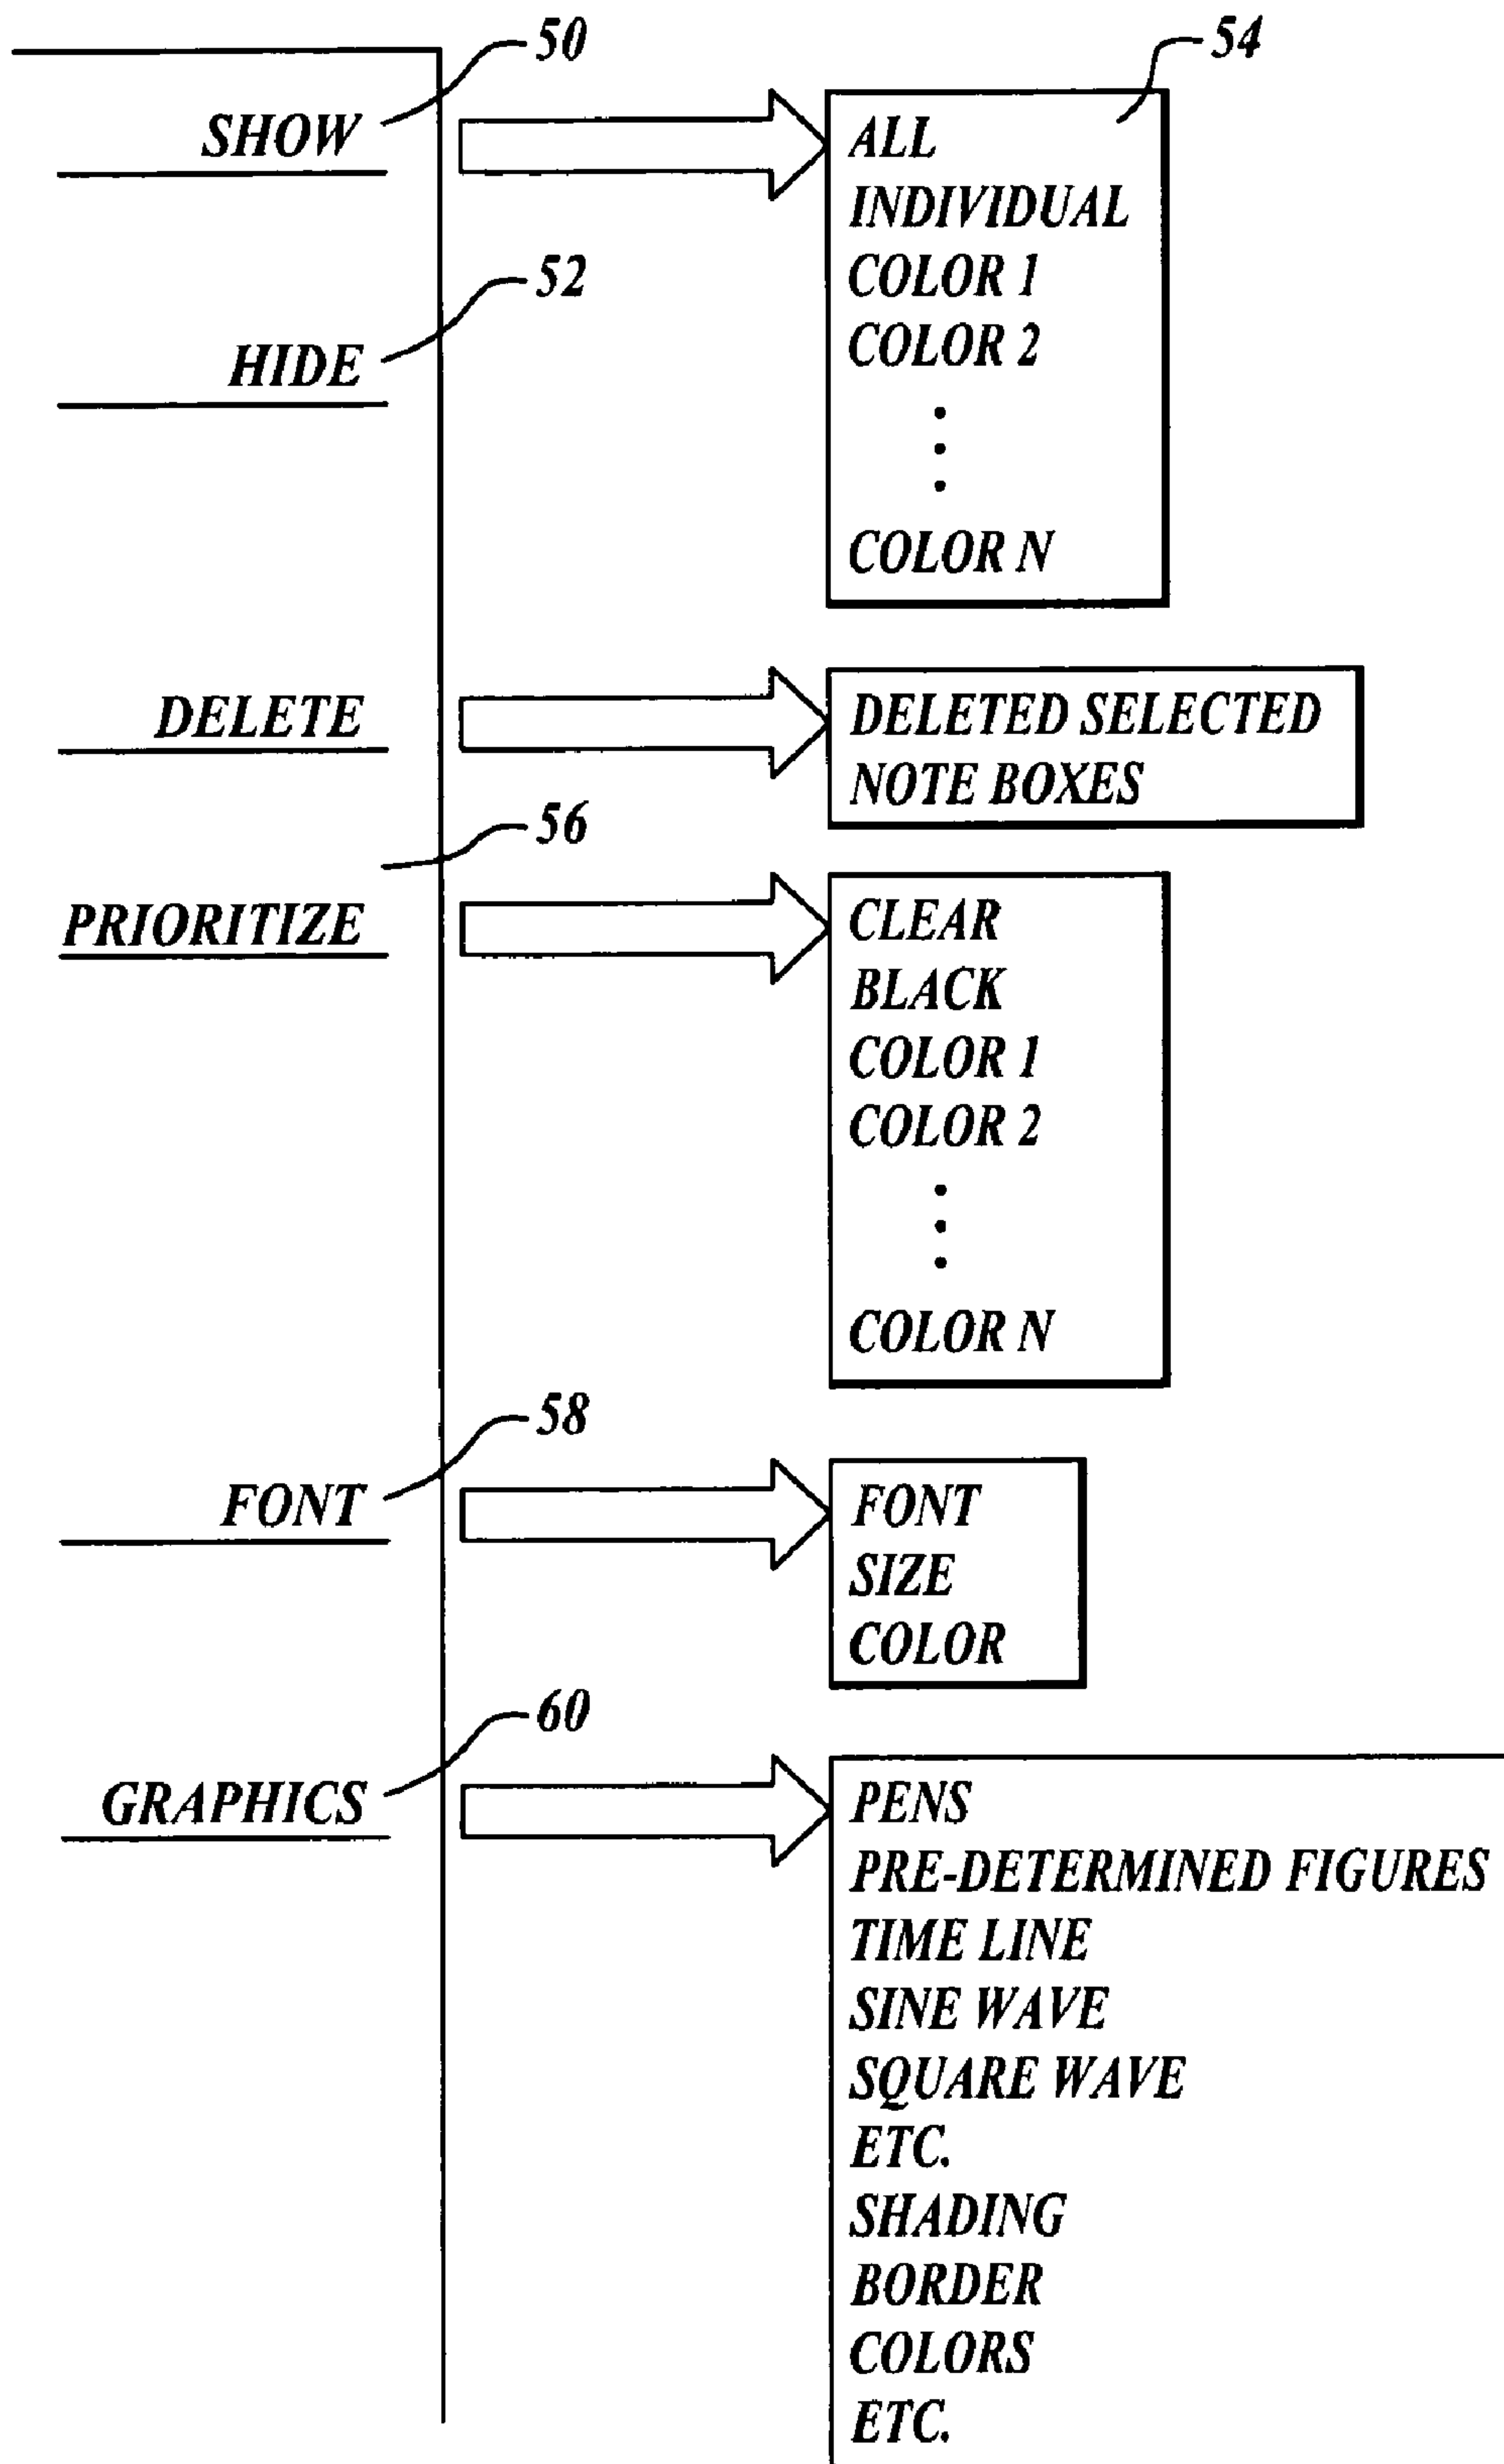 50
54
SHOW
ALL
INDIVIDUAL
COLOR 1
COLOR 2
COLOR N
52
HIDE
DELETE
DELETED SELECTED
NOTE BOXES
56
PRIORITIZE
CLEAR
BLACK
COLOR 1
COLOR 2
COLOR N
58
FONT
FONT
SIZE
COLOR
60
GRAPHICS
PENS
PRE-DETERMINED FIGURES
TIME LINE
SINE WAVE
SQUARE WAVE
ETC.
SHADING
BORDER
COLORS
ETC.